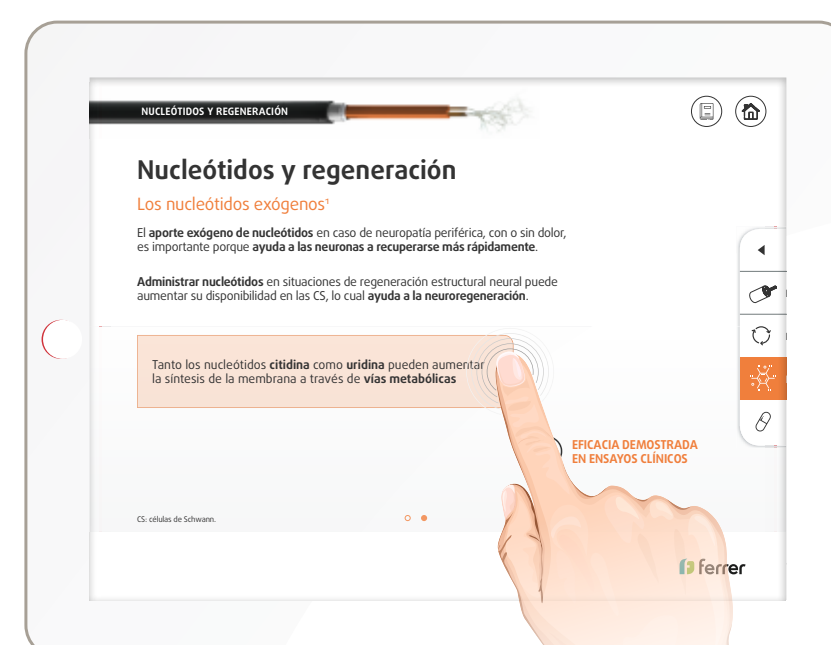 NUCLEÓTIDOS Y REGENERACIÓN
Nucleótidos y regeneración
Los nucleótidos exógenos¹
El aporte exógeno de nucleótidos en caso de neuropatía periférica, con o sin dolor,
es importante porque ayuda a las neuronas a recuperarse más rápidamente.
Administrar nucleótidos en situaciones de regeneración estructural neural puede
aumentar su disponibilidad en las CS, lo cual ayuda a la neuroregeneración.
Tanto los nucleótidos citidina como uridina pueden aumentar
la síntesis de la membrana a través de vías metabólicas
EFICACIA DEMOSTRADA
EN ENSAYOS CLÍNICOS
CS: células de Schwann.
ferrer